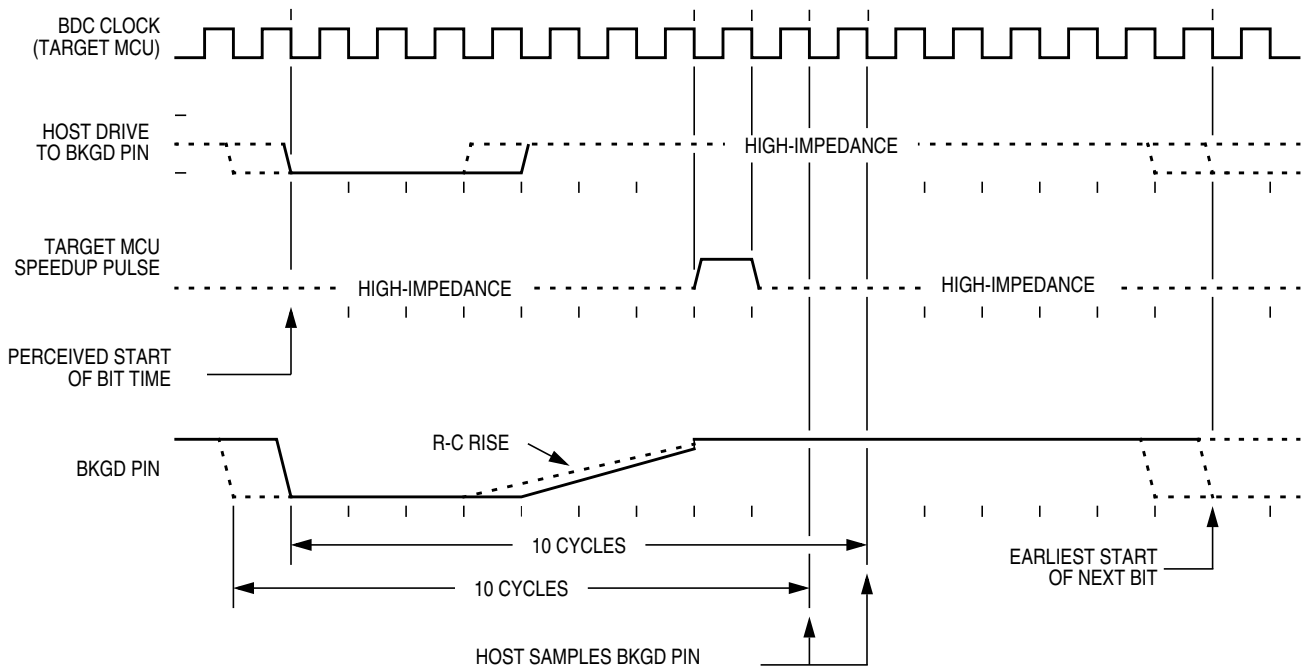 BDC CLOCK
(TARGET MCU)
HOST DRIVE
TO BKGD PIN
HIGH-IMPEDANCE
TARGET MCU
SPEEDUP PULSE
HIGH-IMPEDANCE
HIGH-IMPEDANCE
PERCEIVED START
OF BIT TIME
R-C RISE
BKGD PIN
10 CYCLES
10 CYCLES
EARLIEST START
OF NEXT BIT
HOST SAMPLES BKGD PIN